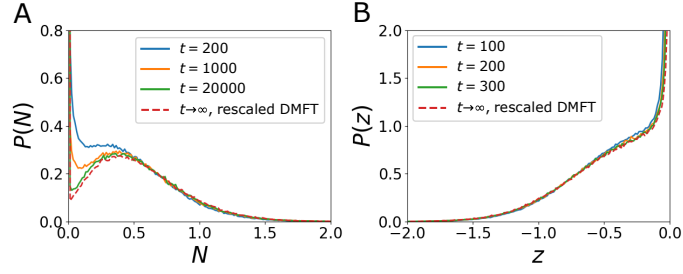 A
P(N)
0.8
0.6
0.4
0.2
0.0
t = 200
t = 1000
t = 20000
t→∞, rescaled DMFT
0.0 0.5 1.0 1.5 2.0
N
B
P(z)
2.0
1.5
1.0
0.5
0.0
t = 100
t = 200
t = 300
t→∞, rescaled DMFT
−2.0 −1.5 −1.0 −0.5 0.0
z